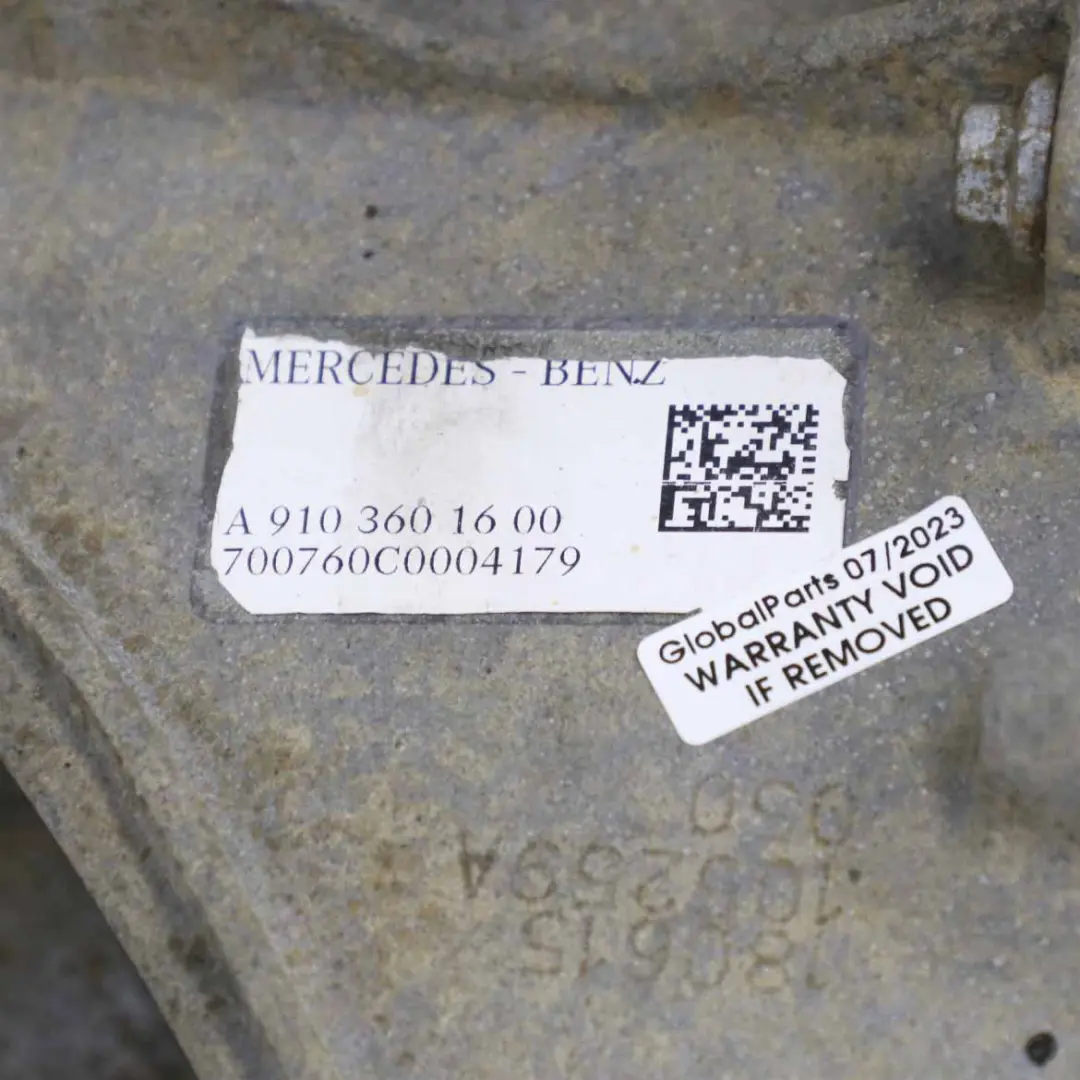 MERCEDES - BENZ
A 910 360 16 00
700760C0004179
GlobalParts 07/2023
WARRANTY VOID
IF REMOVED